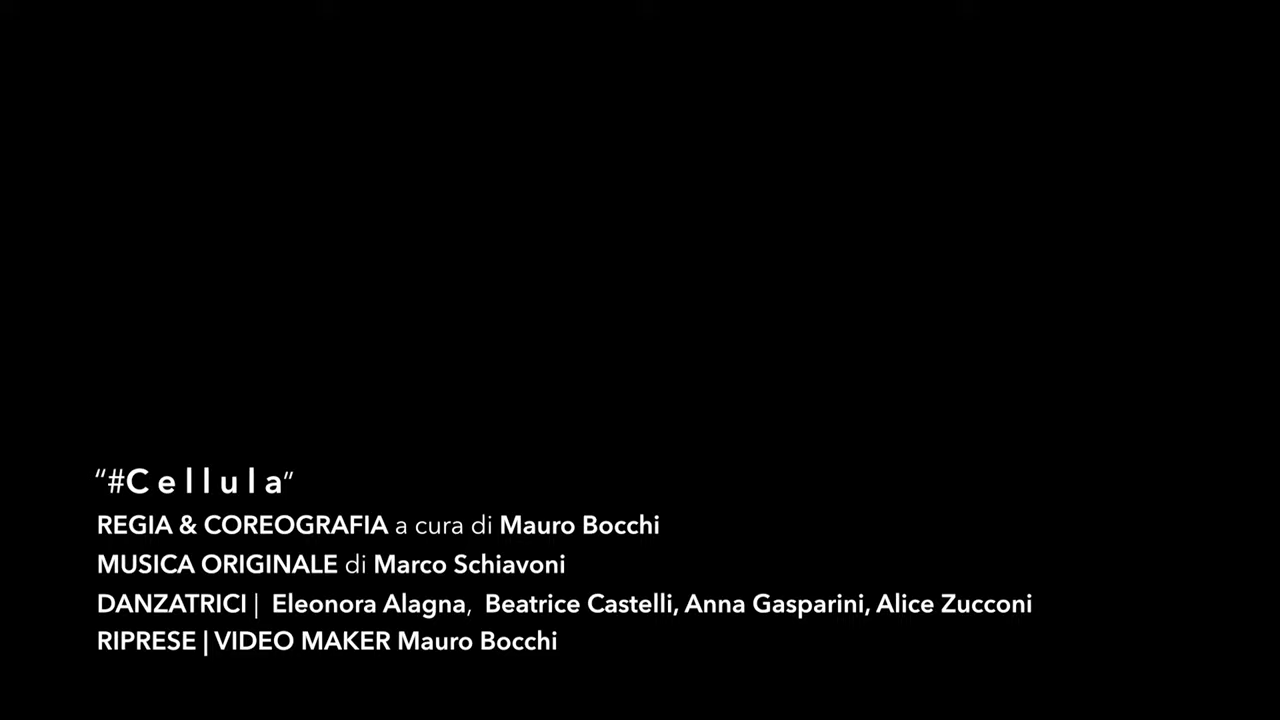 “#C e l l u l a”
REGIA & COREOGRAFIA a cura di Mauro Bocchi
MUSICA ORIGINALE di Marco Schiavoni
DANZATRICI | Eleonora Alagna, Beatrice Castelli, Anna Gasparini, Alice Zucconi
RIPRESE | VIDEO MAKER Mauro Bocchi